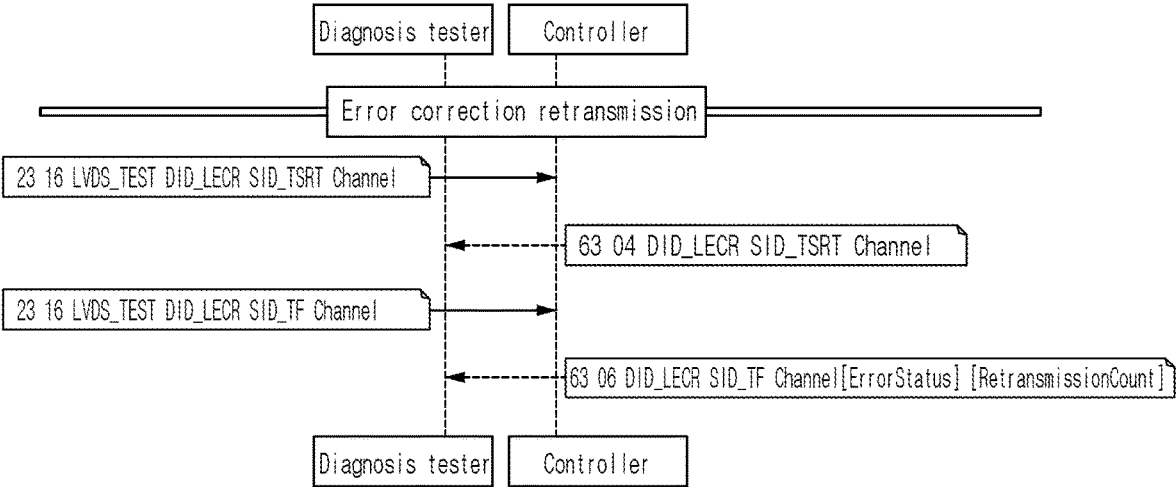 Diagnosis tester
Controller
Error correction retransmission
23 16 LVDS_TEST DID_LECR SID_TSRT Channel
63 04 DID_LECR SID_TSRT Channel
23 16 LVDS_TEST DID_LECR SID_TF Channel
63 06 DID_LECR SID_TF Channel[ErrorStatus] [RetransmissionCount]
Diagnosis tester
Controller